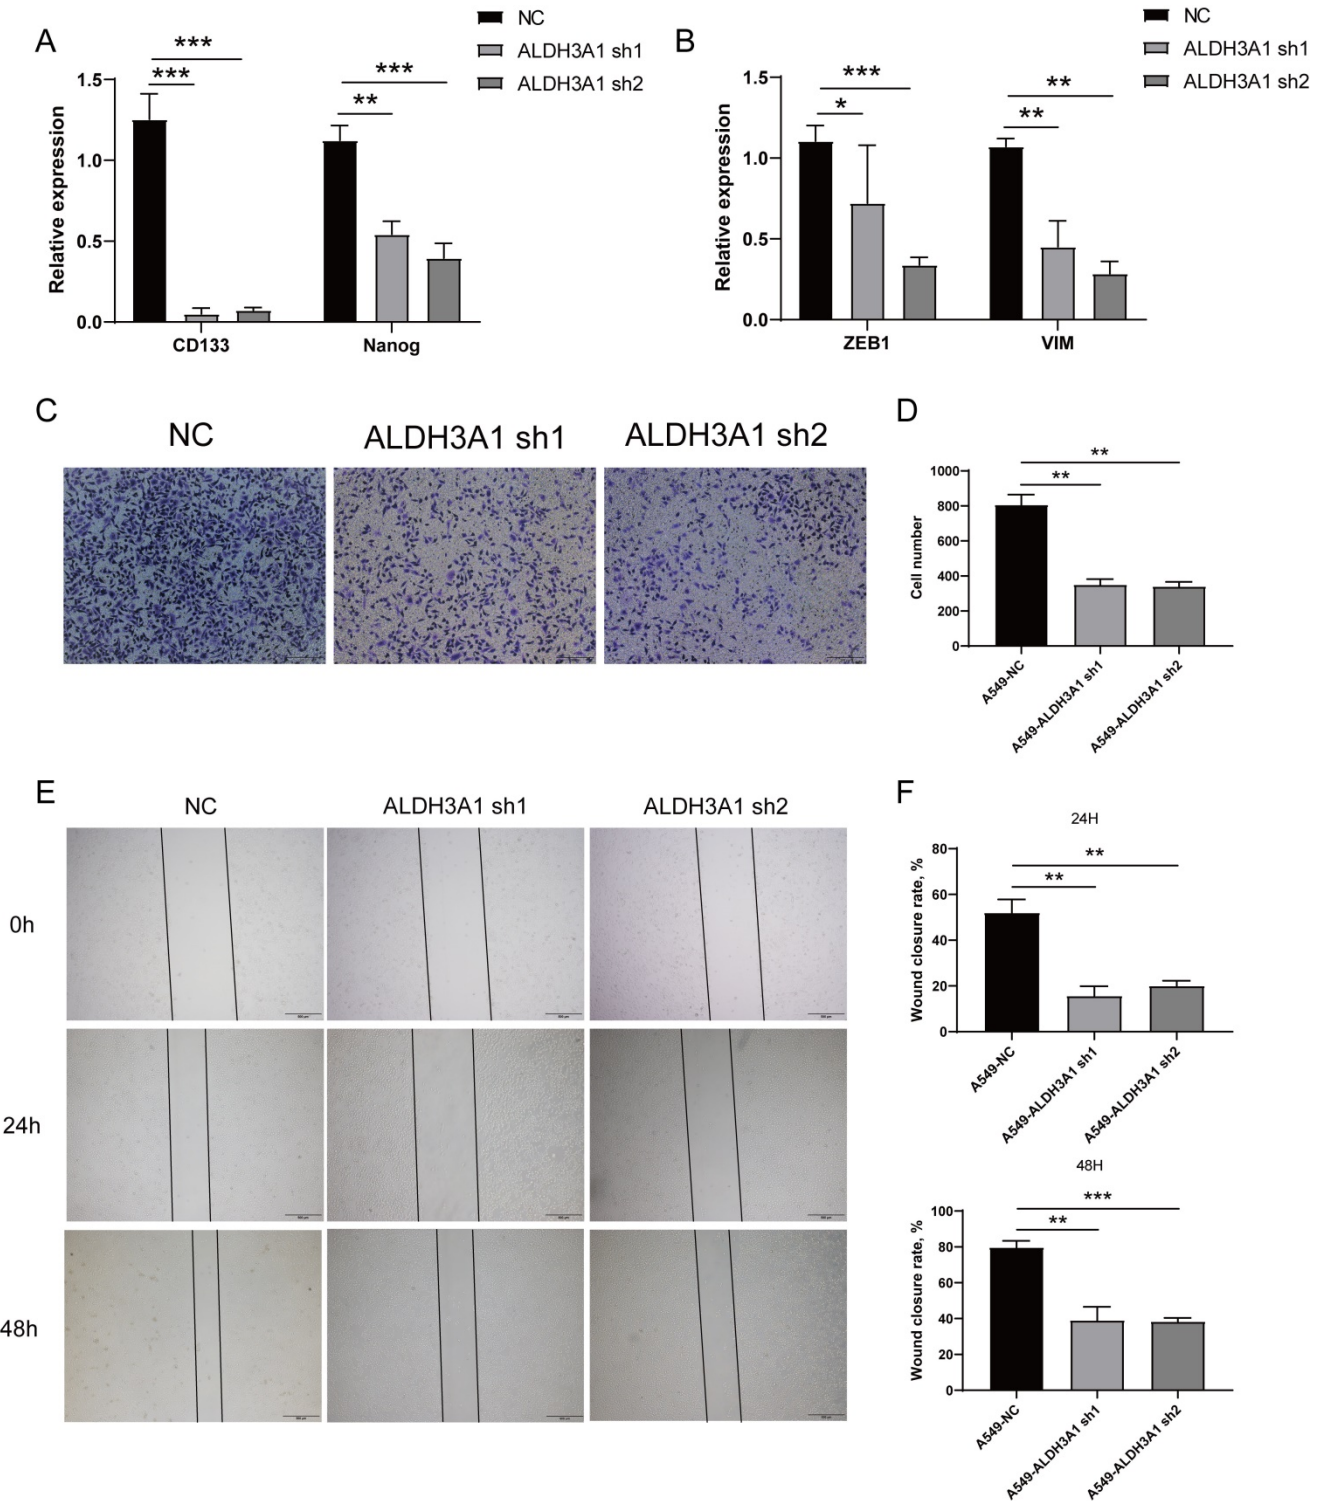 A
NC
ALDH3A1 sh1
ALDH3A1 sh2
***
***
**
***
1.5
1.0
0.5
0.0
Relative expression
CD133
Nanog
B
NC
ALDH3A1 sh1
ALDH3A1 sh2
***
*
**
**
1.5
1.0
0.5
0.0
Relative expression
ZEB1
VIM
C
NC
ALDH3A1 sh1
ALDH3A1 sh2
D
**
**
1000
800
600
400
200
0
Cell number
A549-NC
A549-ALDH3A1 sh1
A549-ALDH3A1 sh2
E
NC
ALDH3A1 sh1
ALDH3A1 sh2
0h
24h
48h
F
24H
**
**
80
60
40
20
0
Wound closure rate, %
A549-NC
A549-ALDH3A1 sh1
A549-ALDH3A1 sh2
48H
***
**
100
80
60
40
20
0
Wound closure rate, %
A549-NC
A549-ALDH3A1 sh1
A549-ALDH3A1 sh2